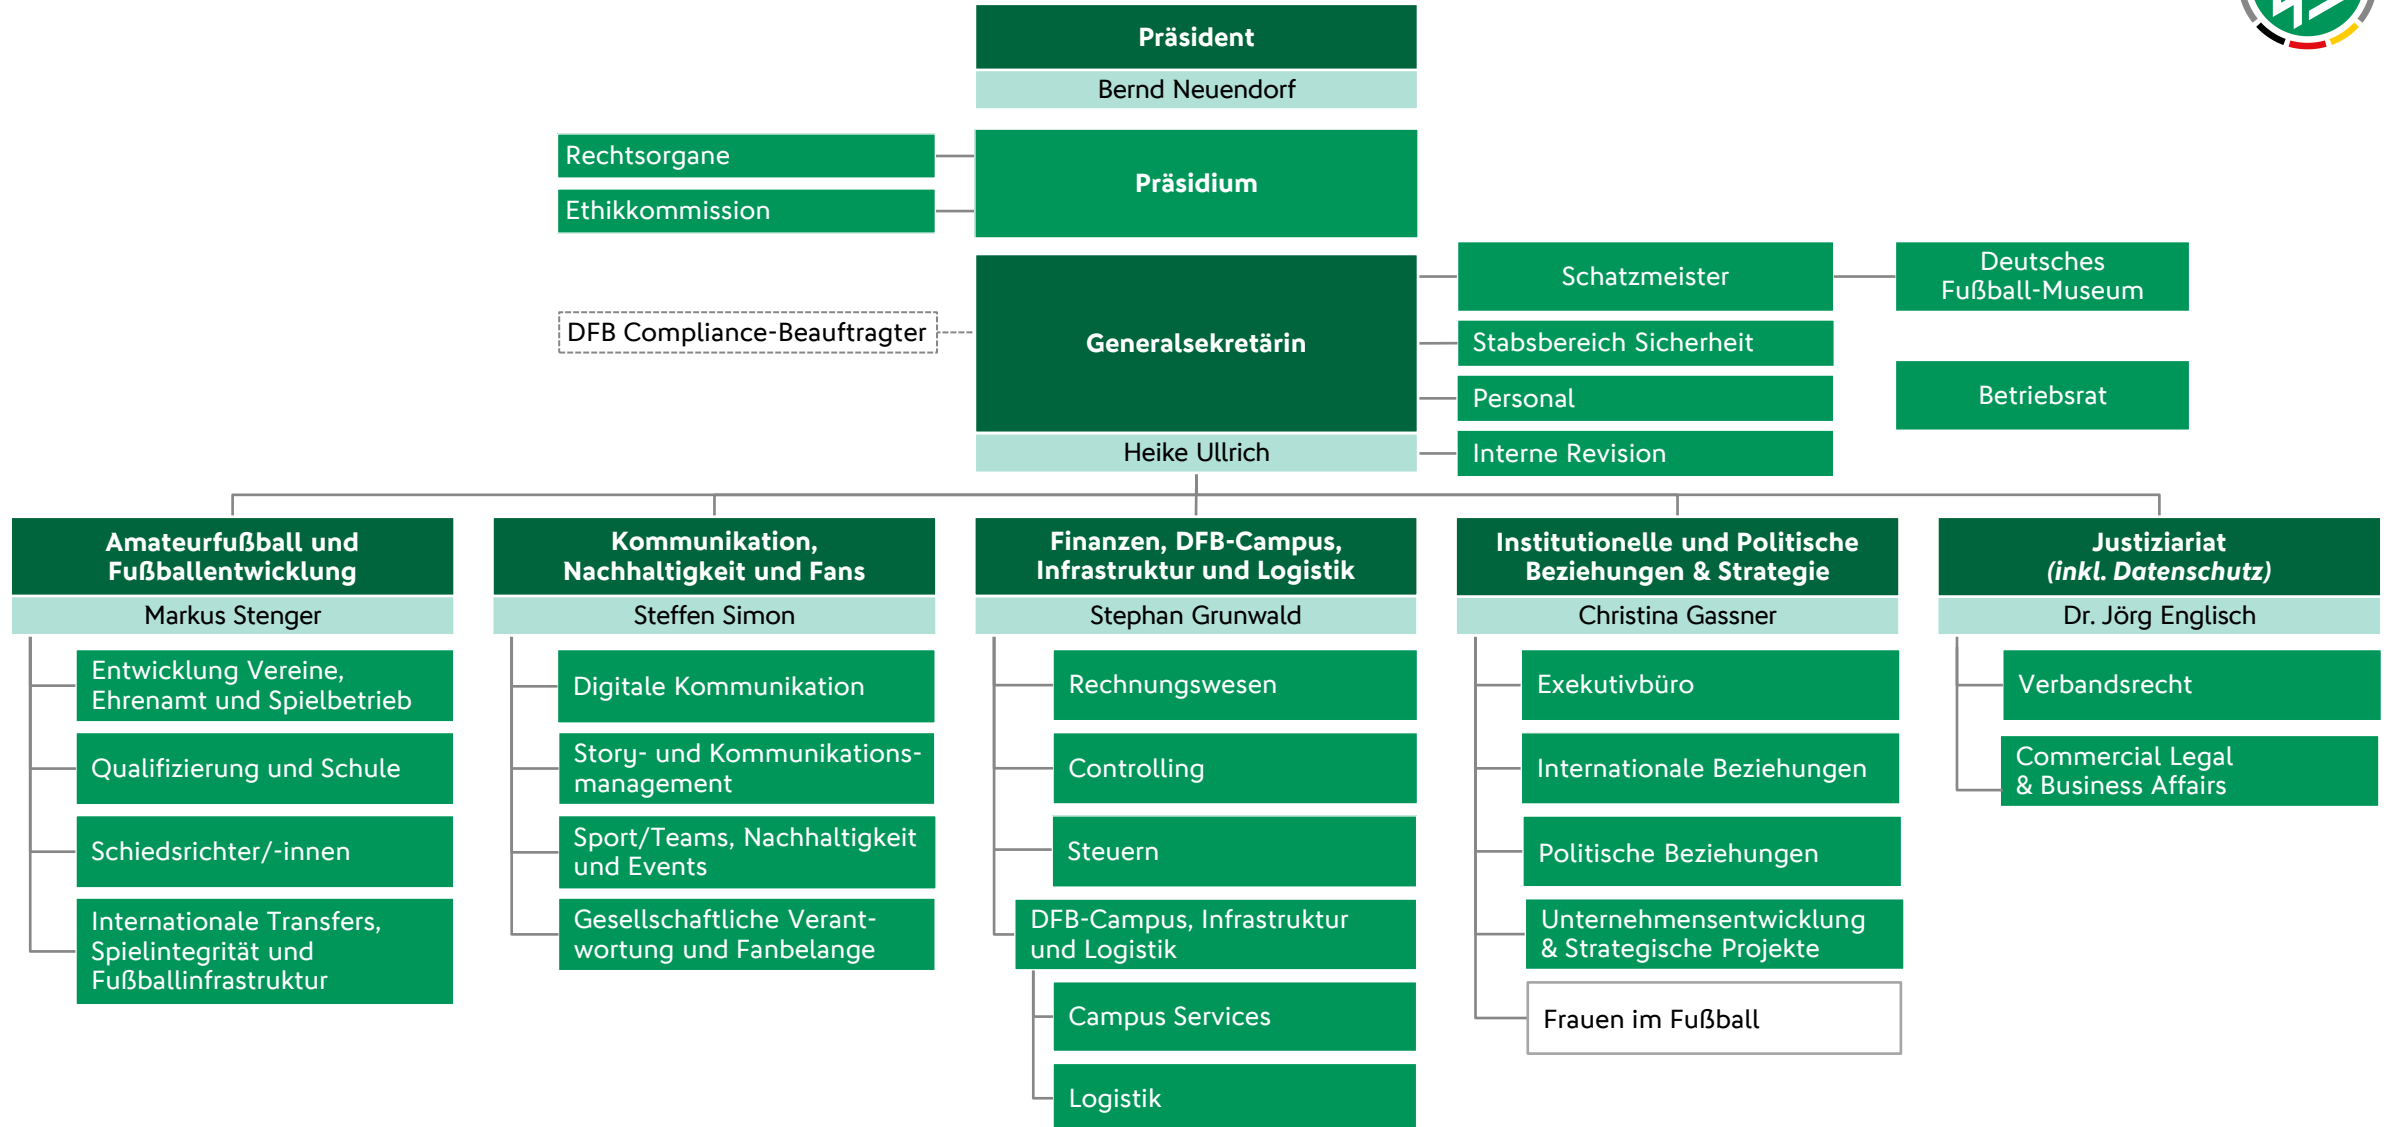 Präsident
Bernd Neuendorf
Rechtsorgane
Ethikkommission
Präsidium
DFB Compliance-Beauftragter
Generalsekretärin
Heike Ullrich
Schatzmeister
Deutsches
Fußball-Museum
Stabsbereich Sicherheit
Personal
Betriebsrat
Interne Revision
Amateurfußball und
Fußballentwicklung
Markus Stenger
Entwicklung Vereine,
Ehrenamt und Spielbetrieb
Qualifizierung und Schule
Schiedsrichter/-innen
Internationale Transfers,
Spielintegrität und
Fußballinfrastruktur
Kommunikation,
Nachhaltigkeit und Fans
Steffen Simon
Digitale Kommunikation
Story- und Kommunikations-
management
Sport/Teams, Nachhaltigkeit
und Events
Gesellschaftliche Verant-
wortung und Fanbelange
Finanzen, DFB-Campus,
Infrastruktur und Logistik
Stephan Grunwald
Rechnungswesen
Controlling
Steuern
DFB-Campus, Infrastruktur
und Logistik
Campus Services
Logistik
Institutionelle und Politische
Beziehungen & Strategie
Christina Gassner
Exekutivbüro
Internationale Beziehungen
Politische Beziehungen
Unternehmensentwicklung
& Strategische Projekte
Frauen im Fußball
Justiziariat
(inkl. Datenschutz)
Dr. Jörg Englisch
Verbandsrecht
Commercial Legal
& Business Affairs